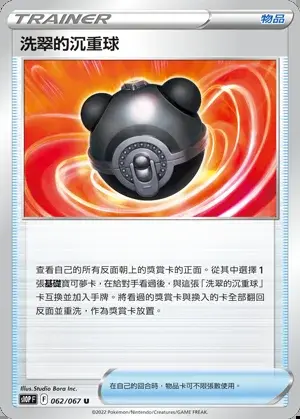 TRAINER
物品
洗翠的沉重球
查看自己的所有反面朝上的獎賞卡的正面。從其中選擇1
張基礎寶可夢卡,在給對手看過後,與這張「洗翠的沉重球」
卡互換並加入手牌。將看過的獎賞卡與換入的卡全部翻回
反面並重洗,作為獎賞卡放置。
Illus.Studio Bora Inc.
S10P F F 062/067 U
在自己的回合時,物品卡可不限張數使用。
©2022 Pokémon/Nintendo/Creatures/GAME FREAK.